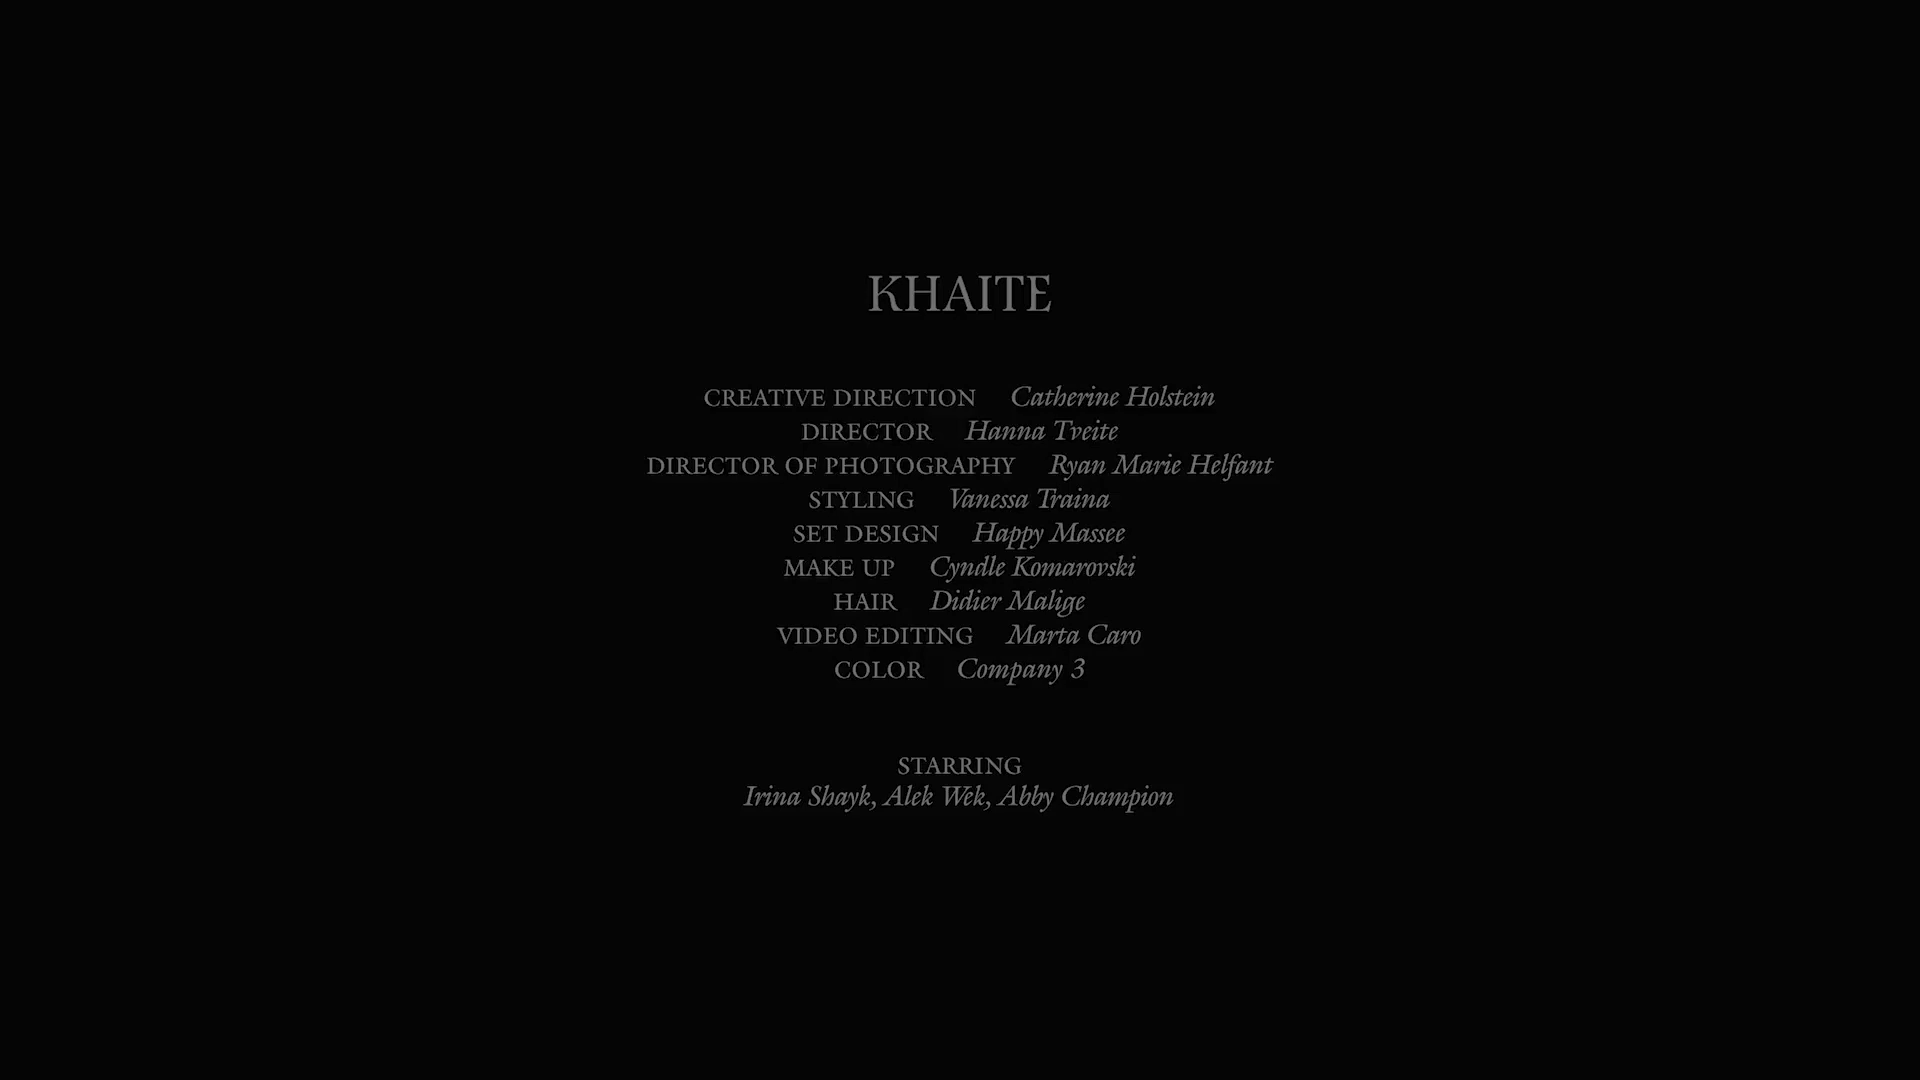 KHAITE
CREATIVE DIRECTION Catherine Holstein
DIRECTOR Hanna Tveite
DIRECTOR OF PHOTOGRAPHY Ryan Marie Helfant
STYLING Vanessa Traina
SET DESIGN Happy Massee
MAKE UP Cyndle Komarovski
HAIR Didier Malige
VIDEO EDITING Marta Caro
COLOR Company 3
STARRING
Irina Shayk, Alek Wek, Abby Champion